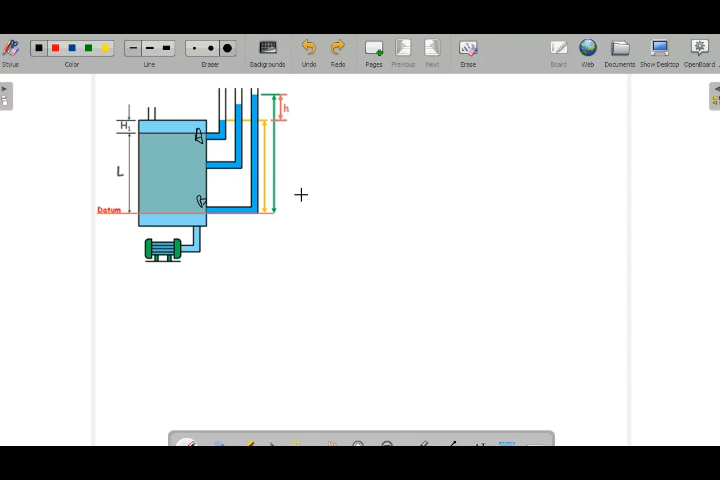 Stylus
Color
Line
Eraser
Backgrounds
Undo
Redo
Pages
Previous
Next
Erase
Board
Web
Documents
Show Desktop
OpenBoard
h
H1
L
Datum
A